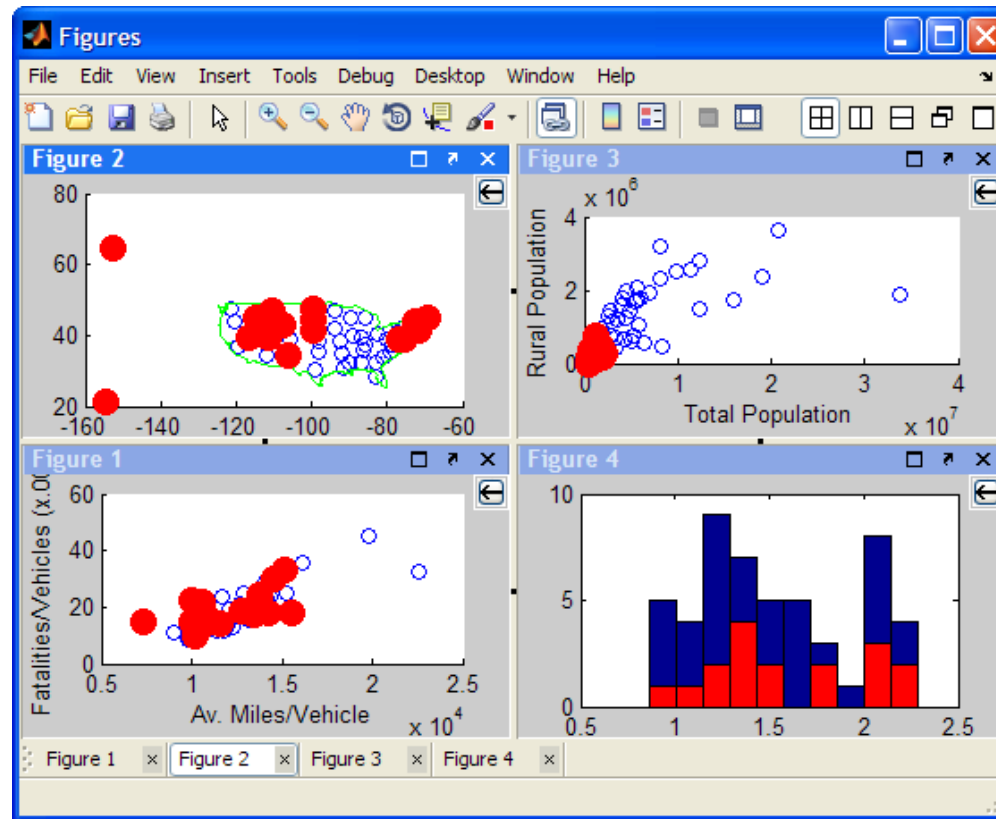 Figures
File Edit View Insert Tools Debug Desktop Window Help
Figure 2
80
60
40
20
-160 -140 -120 -100 -80 -60
Figure 3
x 10^6
Rural Population
4
2
0
0 1 2 3 4
Total Population
x 10^7
Figure 1
Fatalities/Vehicles (x.00
60
40
20
0
0.5 1 1.5 2 2.5
Av. Miles/Vehicle
x 10^4
Figure 4
10
5
0
0.5 1 1.5 2 2.5
Figure 1 Figure 2 Figure 3 Figure 4